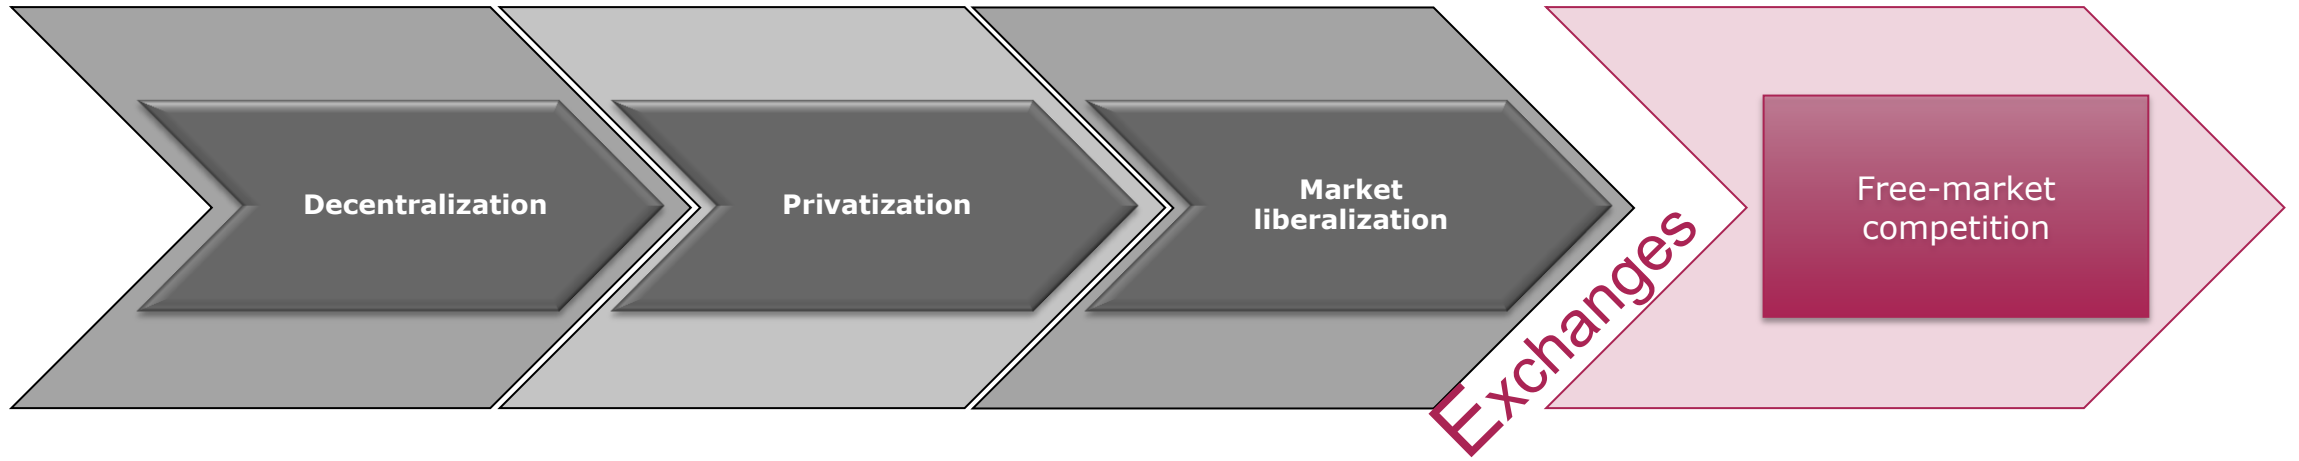 Decentralization
Privatization
Market
liberalization
Exchanges
Free-market
competition